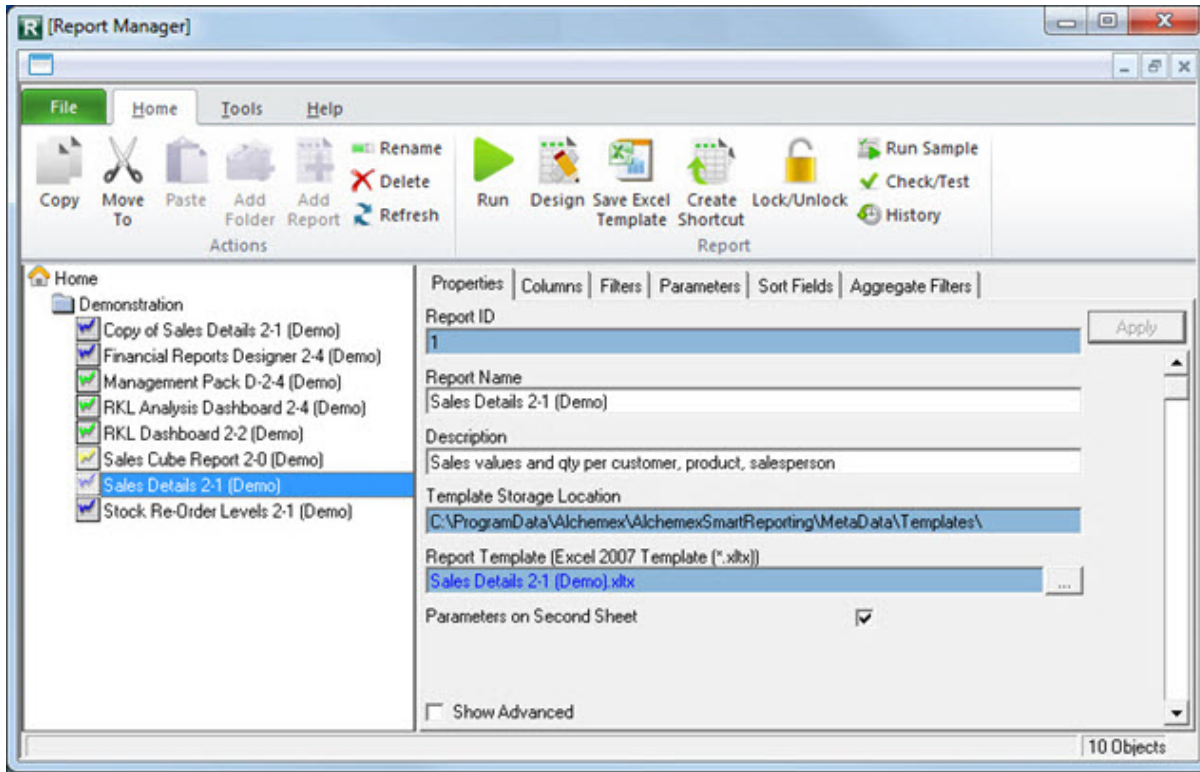 [Report Manager]
File Home Tools Help
Copy
Move To
Paste
Add Folder
Add Report
Rename
Delete
Refresh
Actions
Run
Design
Save Excel Template
Create Shortcut
Lock/Unlock
Run Sample
Check/Test
History
Report
Home
Demonstration
Copy of Sales Details 2-1 (Demo)
Financial Reports Designer 2-4 (Demo)
Management Pack D-2-4 (Demo)
RKL Analysis Dashboard 2-4 (Demo)
RKL Dashboard 2-2 (Demo)
Sales Cube Report 2-0 (Demo)
Sales Details 2-1 (Demo)
Stock Re-Order Levels 2-1 (Demo)
Properties Columns Filters Parameters Sort Fields Aggregate Filters
Report ID
Apply
1
Report Name
Sales Details 2-1 (Demo)
Description
Sales values and qty per customer, product, salesperson
Template Storage Location
C:\ProgramData\Alchemex\AlchemexSmartReporting\MetaData\Templates\
Report Template (Excel 2007 Template (*.xltx))
Sales Details 2-1 (Demo).xltx
...
Parameters on Second Sheet
Show Advanced
10 Objects